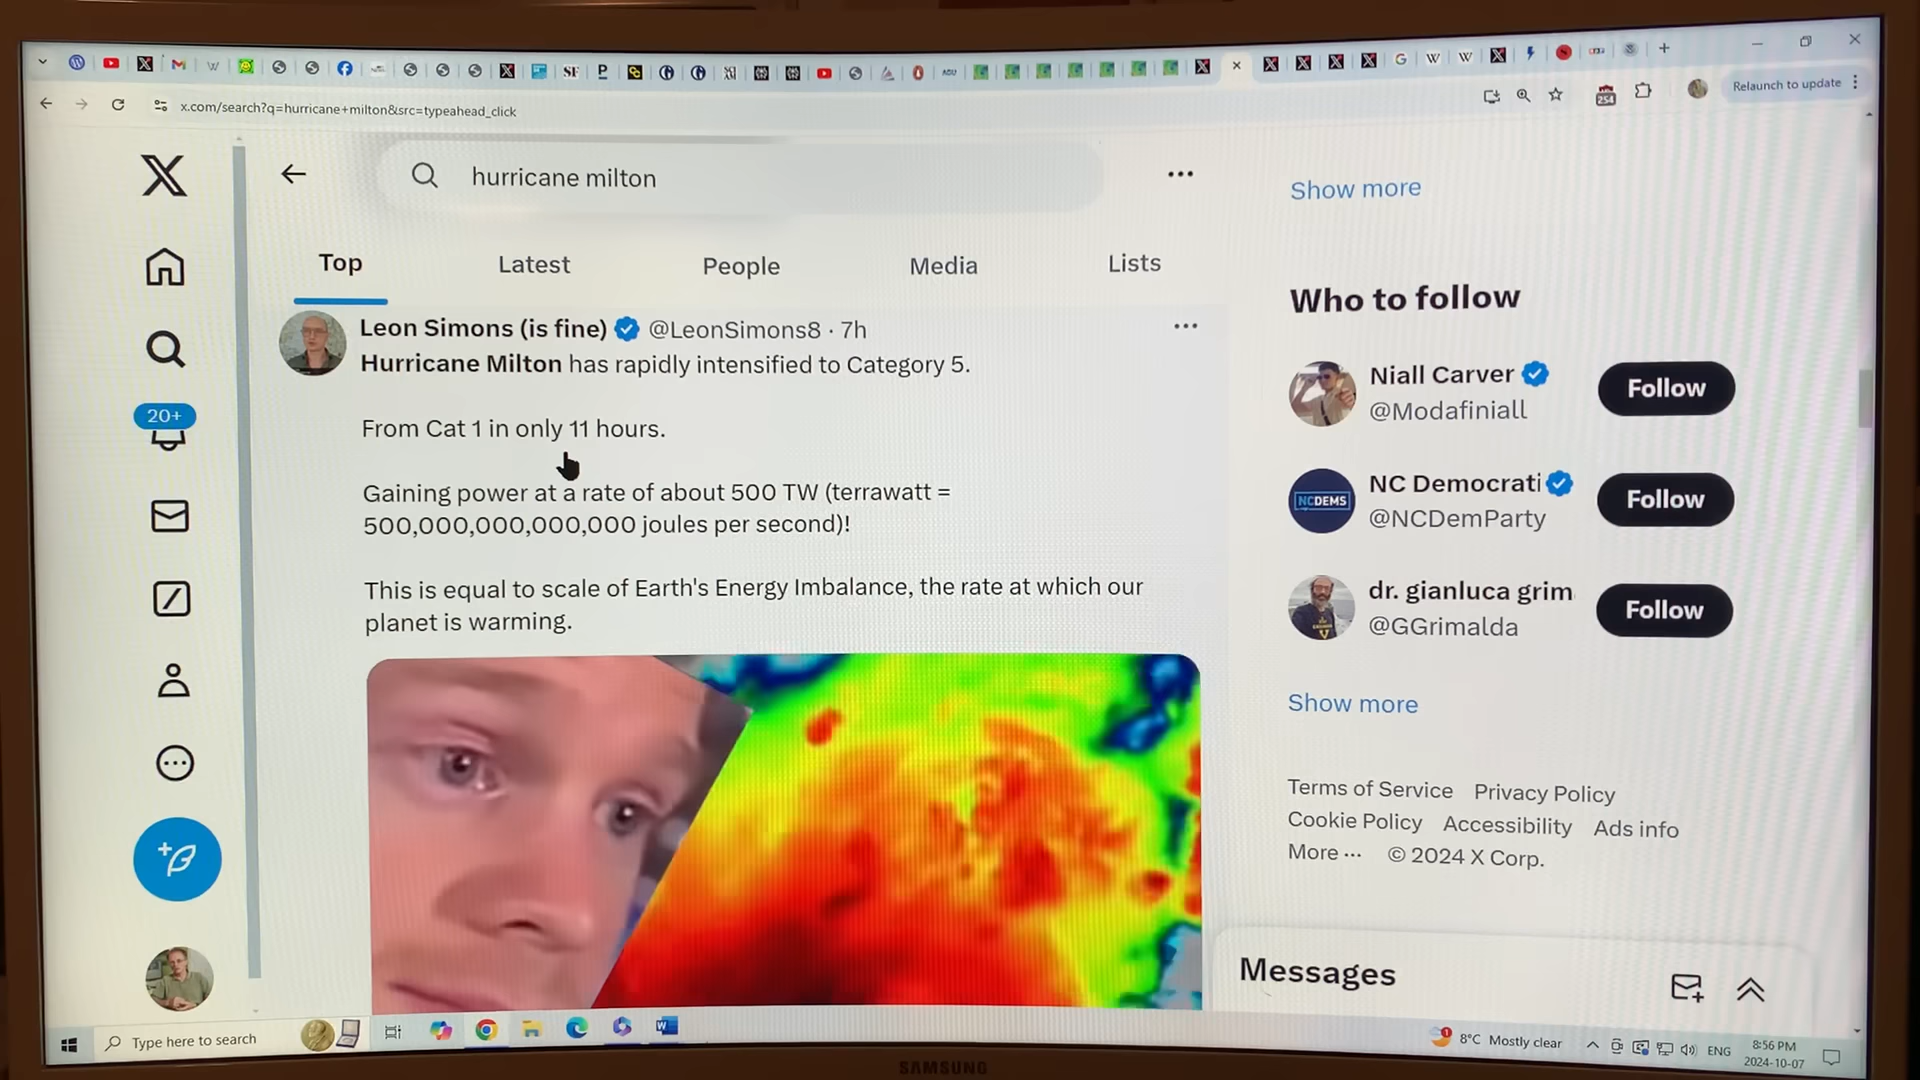 x.com/search?q=hurricane+milton&src=typeahead_click
254
Relaunch to update
hurricane milton
Top
Latest
People
Media
Lists
Leon Simons (is fine) @LeonSimons8 · 7h
Hurricane Milton has rapidly intensified to Category 5.
From Cat 1 in only 11 hours.
Gaining power at a rate of about 500 TW (terrawatt =
500,000,000,000,000 joules per second)!
This is equal to scale of Earth's Energy Imbalance, the rate at which our
planet is warming.
20+
Show more
Who to follow
Niall Carver
@Modafiniall
Follow
NCDEMS
NC Democrati
@NCDemParty
Follow
dr. gianluca grim
@GGrimalda
Follow
Show more
Terms of Service Privacy Policy
Cookie Policy Accessibility Ads info
More ··· © 2024 X Corp.
Messages
Type here to search
8°C Mostly clear
ENG
8:56 PM
2024-10-07
SAMSUNG